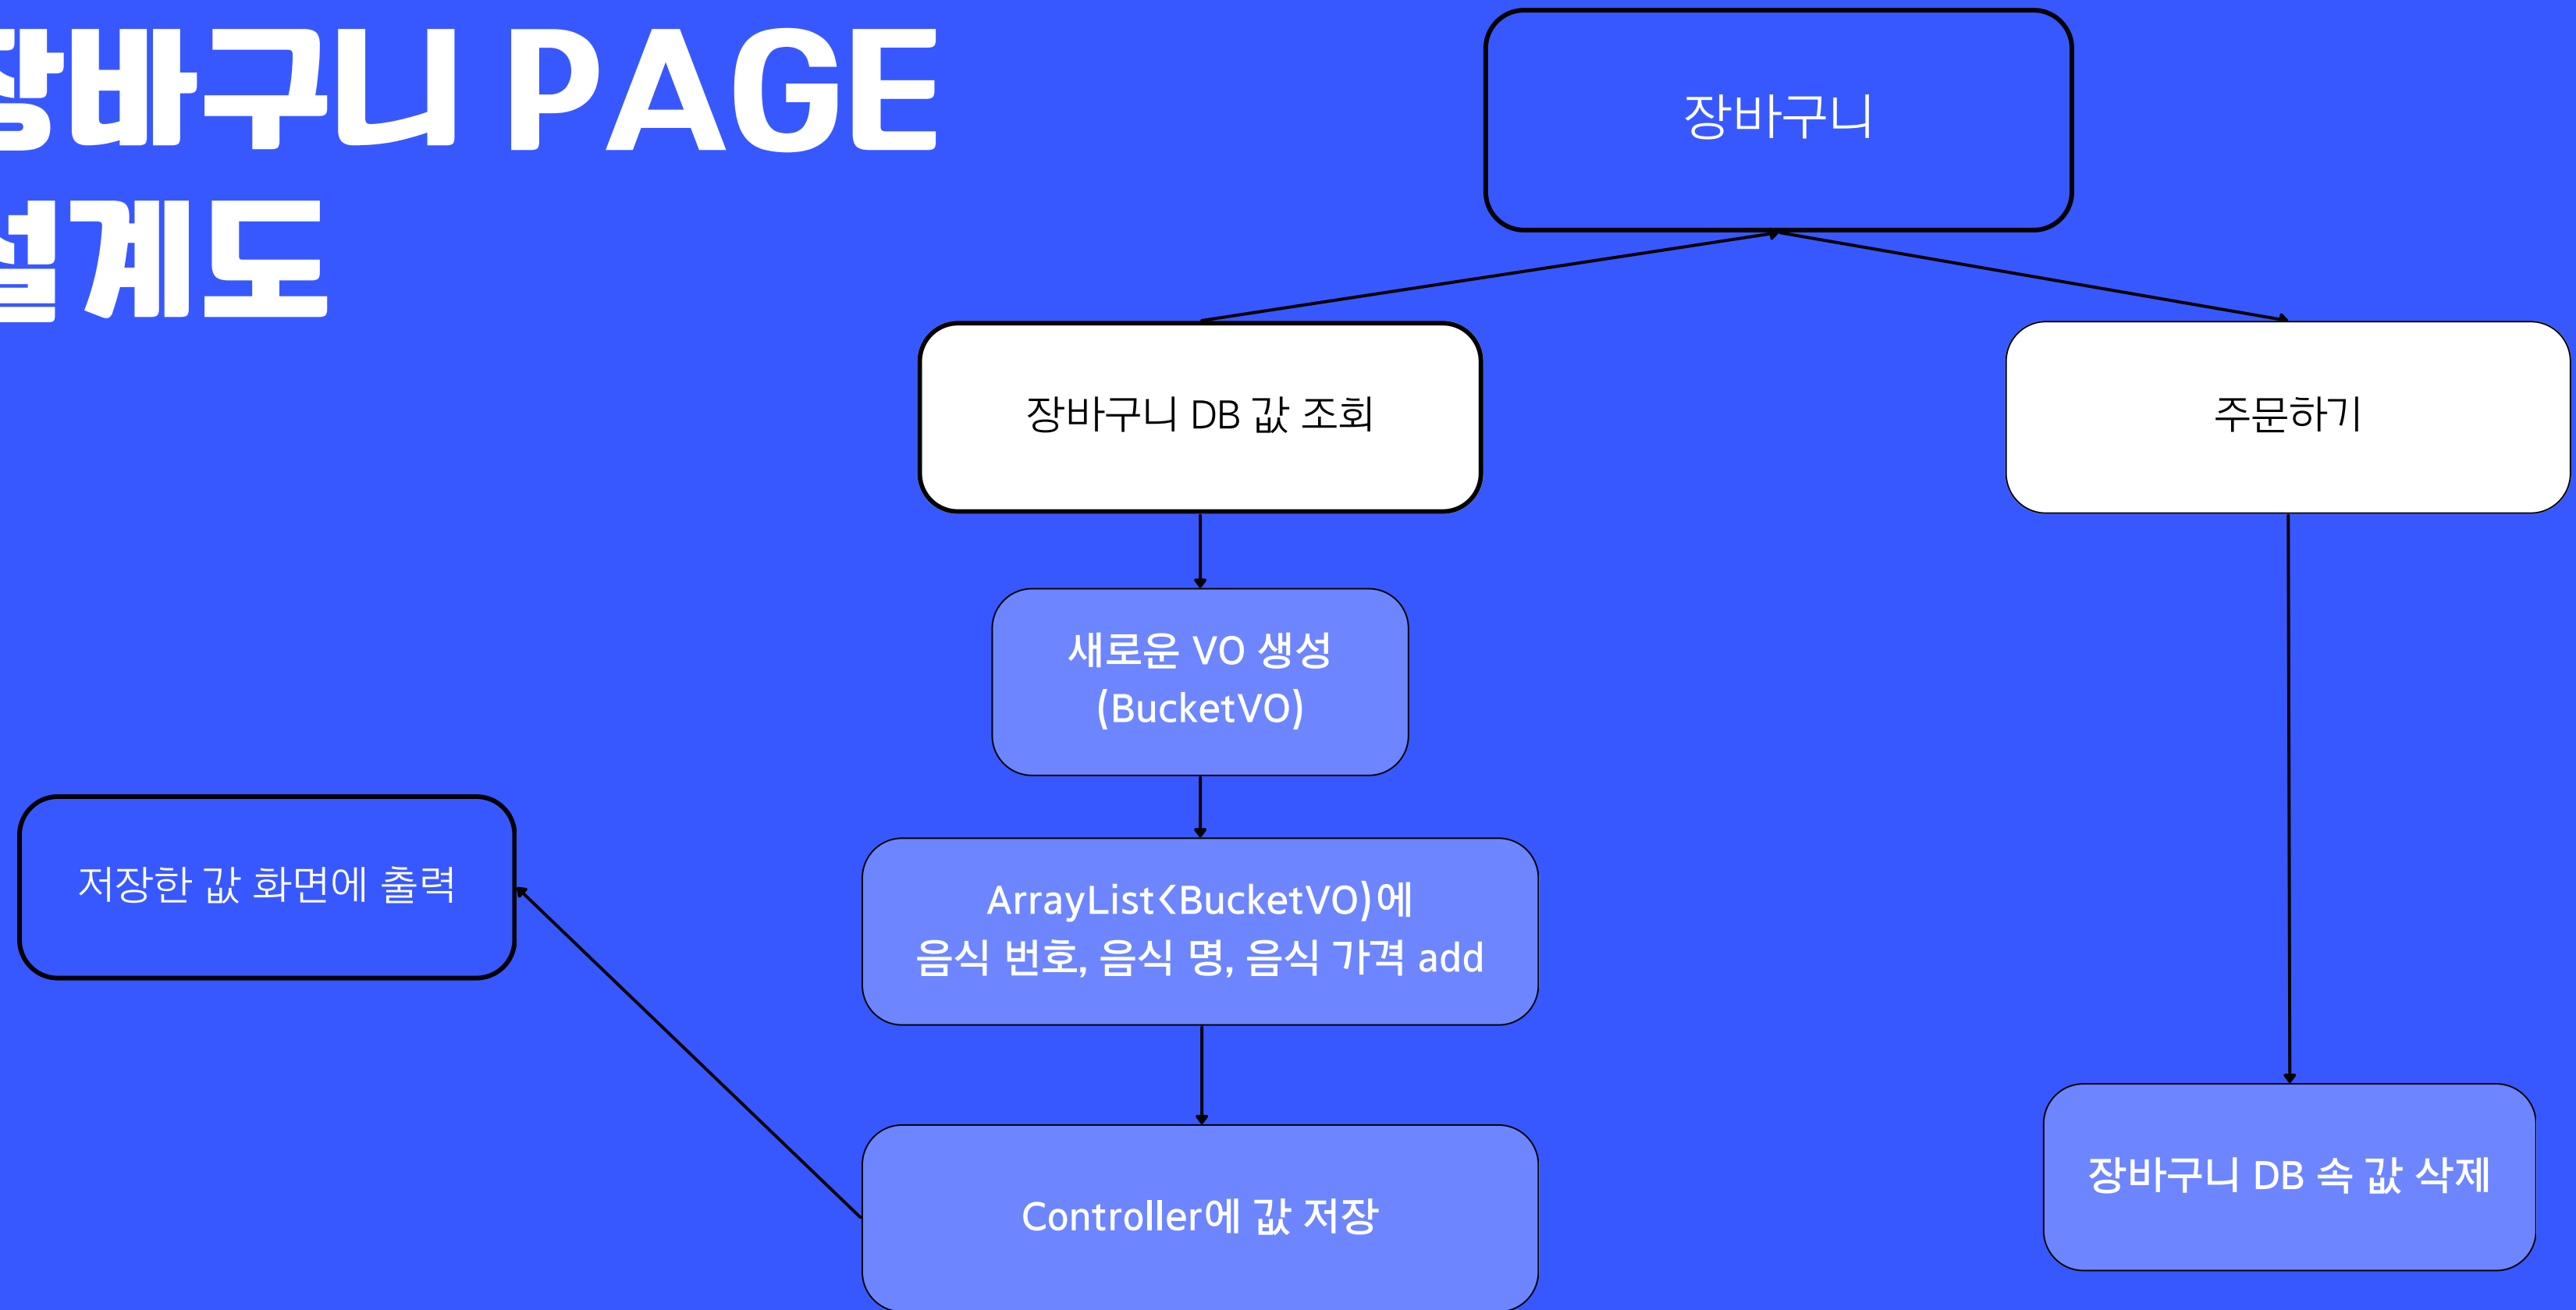 장바구니 PAGE
설계도
장바구니
장바구니 DB 값 조회
주문하기
새로운 VO 생성
(BucketVO)
저장한 값 화면에 출력
ArrayList<BucketVO)에
음식 번호, 음식 명, 음식 가격 add
Controller에 값 저장
장바구니 DB 속 값 삭제